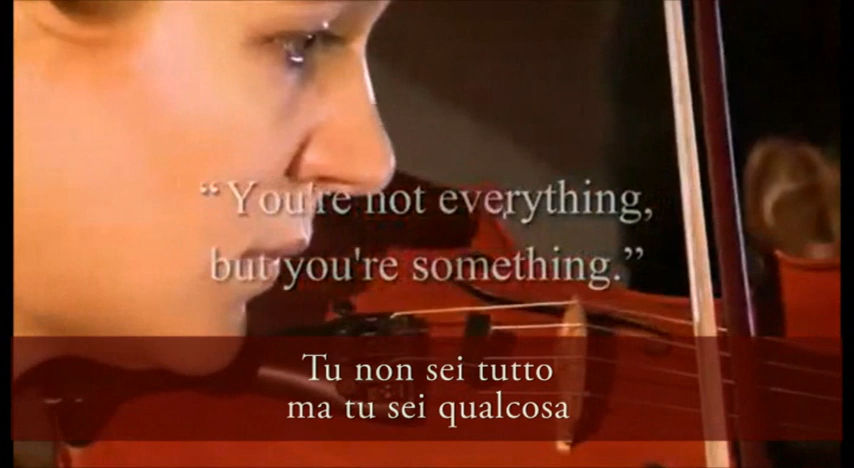 “You're not everything,
but you're something.”
Tu non sei tutto
ma tu sei qualcosa